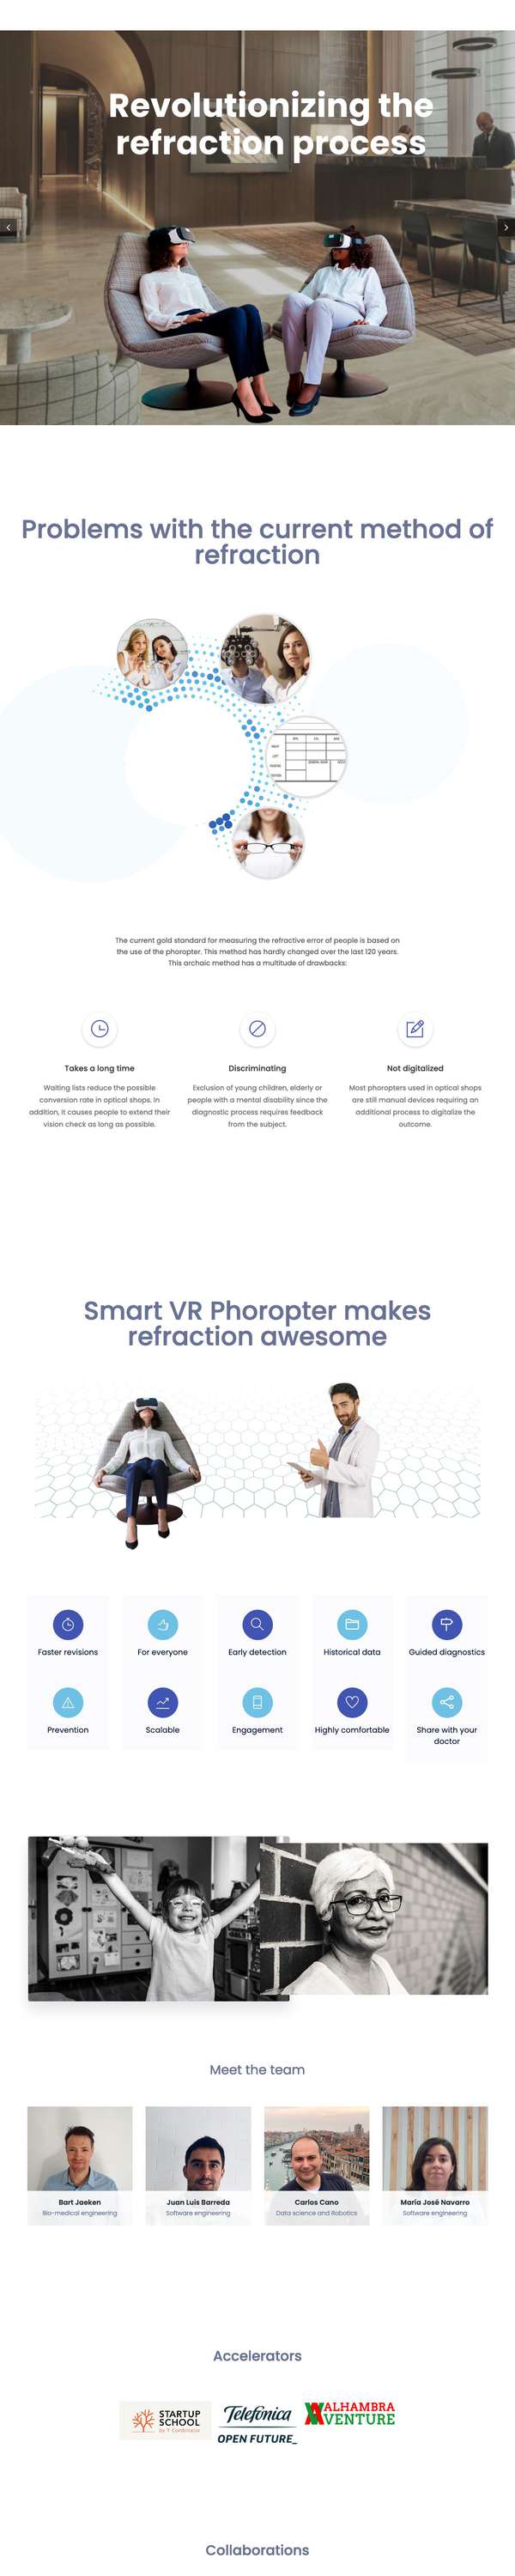 Revolutionizing the
refraction process
Problems with the current method of
refraction
The current gold standard for measuring the refractive error of people is based on
the use of the phoropter. This method has hardly changed over the last 120 years.
This archaic method has a multitude of drawbacks:
Takes a long time
Waiting lists reduce the possible
conversion rate in optical shops. In
addition, it causes people to extend their
vision check as long as possible.
Discriminating
Exclusion of young children, elderly or
people with a mental disability since the
diagnostic process requires feedback
from the subject.
Not digitalized
Most phoropters used in optical shops
are still manual devices requiring an
additional process to digitalize the
outcome.
Smart VR Phoropter makes
refraction awesome
Faster revisions
For everyone
Early detection
Historical data
Guided diagnostics
Prevention
Scalable
Engagement
Highly comfortable
Share with your
doctor
Meet the team
Bart Jaeken
Bio-medical engineering
Juan Luis Barreda
Software engineering
Carlos Cano
Data science and Robotics
María José Navarro
Software engineering
Accelerators
STARTUP
SCHOOL
by Y Combinator
Telefónica
OPEN FUTURE_
ALHAMBRA
VENTURE
Collaborations